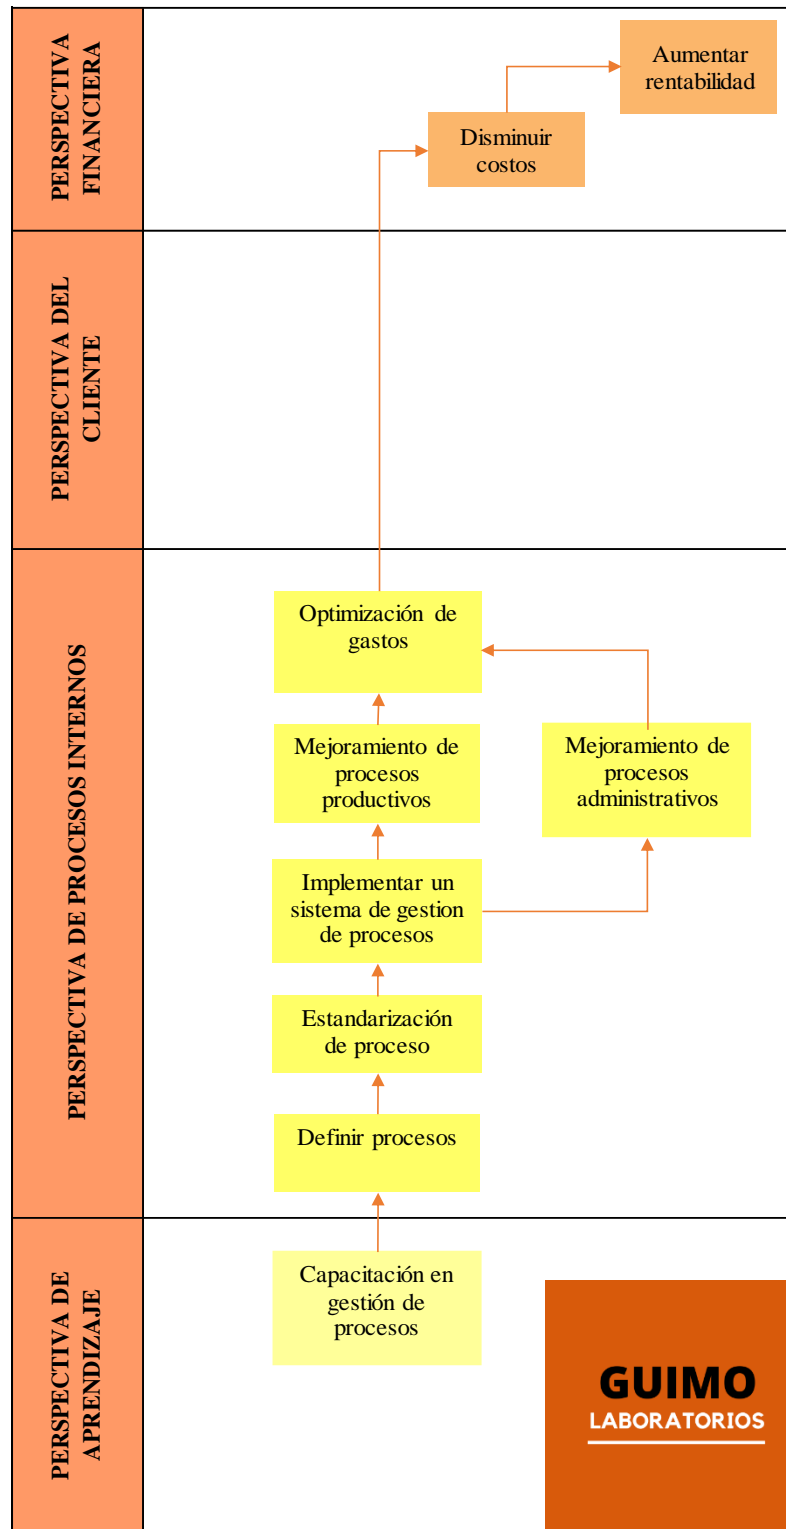 PERSPECTIVA
FINANCIERA
Aumentar
rentabilidad
Disminuir
costos
PERSPECTIVA DEL
CLIENTE
PERSPECTIVA DE PROCESOS INTERNOS
Optimización de
gastos
Mejoramiento de
procesos
productivos
Mejoramiento de
procesos
administrativos
Implementar un
sistema de gestion
de procesos
Estandarización
de proceso
Definir procesos
PERSPECTIVA DE
APRENDIZAJE
Capacitación en
gestión de
procesos
GUIMO
LABORATORIOS